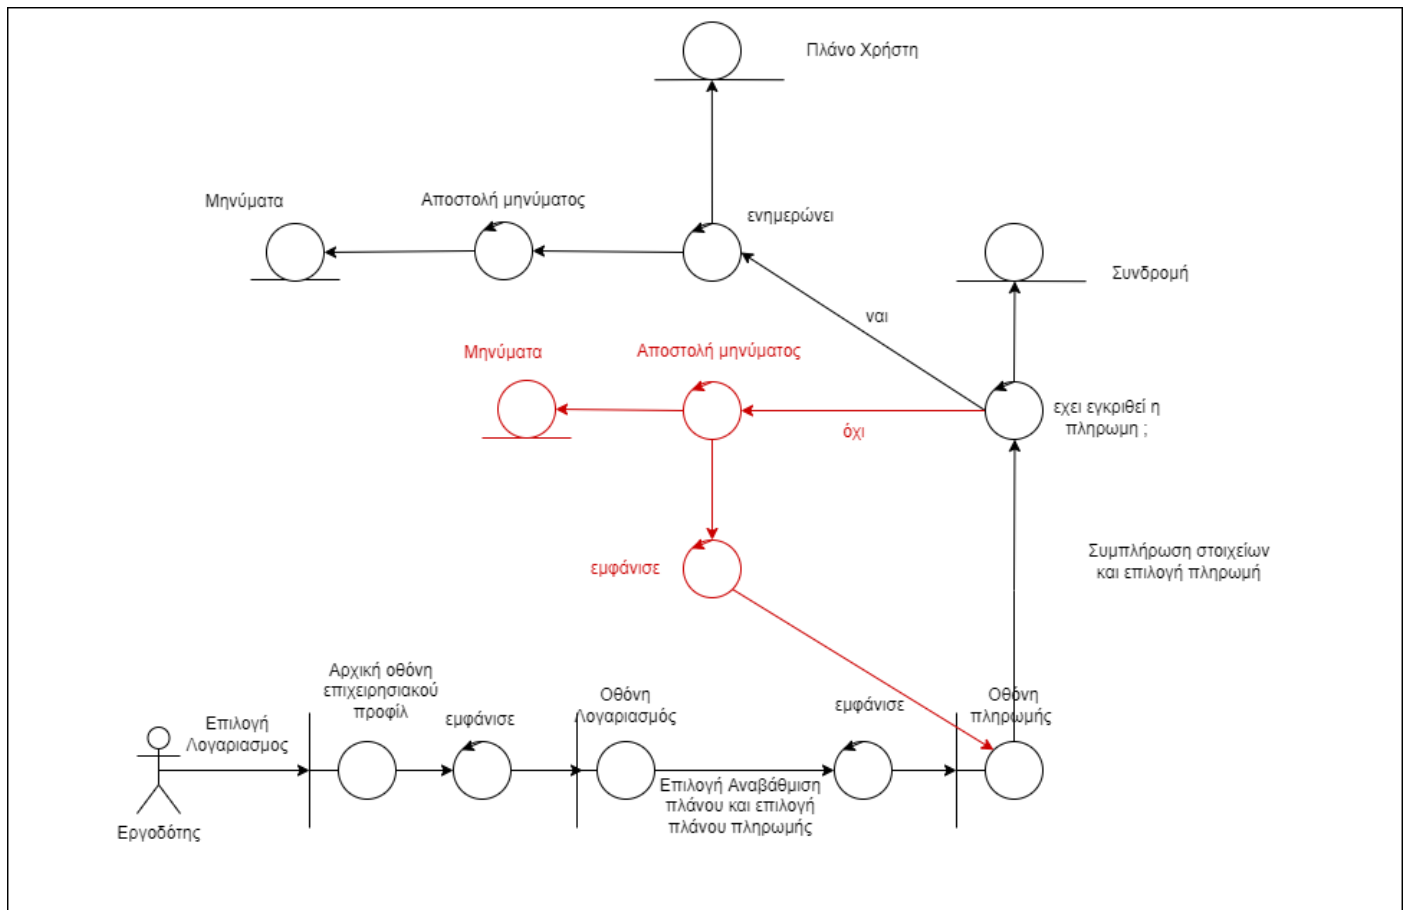 Πλάνο Χρήστη
Μηνύματα
Αποστολή μηνύματος
ενημερώνει
Συνδρομή
ναι
Μηνύματα
Αποστολή μηνύματος
όχι
εχει εγκριθεί η
πληρωμη ;
εμφάνισε
Συμπλήρωση στοιχείων
και επιλογή πληρωμή
Αρχική οθόνη
επιχειρησιακού
προφίλ
Επιλογή
Λογαριασμος
εμφάνισε
Οθόνη
Λογαριασμός
εμφάνισε
Οθόνη
πληρωμής
Επιλογή Αναβάθμιση
πλάνου και επιλογή
πλάνου πληρωμής
Εργοδότης